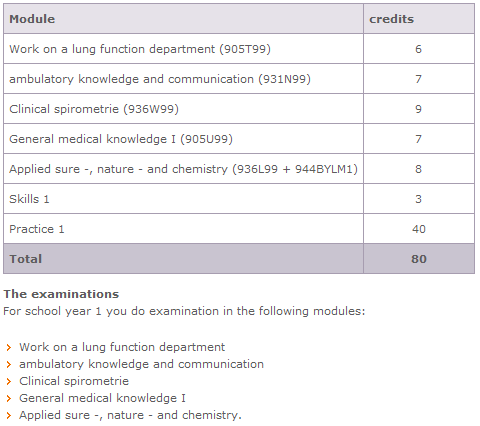 Module credits
Work on a lung function department (905T99) 6
ambulatory knowledge and communication (931N99) 7
Clinical spirometrie (936W99) 9
General medical knowledge I (905U99) 7
Applied sure -, nature - and chemistry (936L99 + 944BYLM1) 8
Skills 1 3
Practice 1 40
Total 80
The examinations
For school year 1 you do examination in the following modules:
Work on a lung function department
ambulatory knowledge and communication
Clinical spirometrie
General medical knowledge I
Applied sure -, nature - and chemistry.